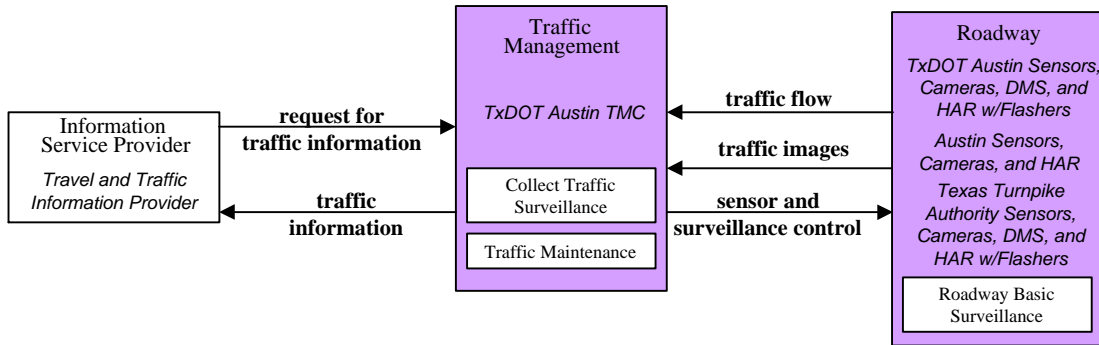 Information
Service Provider
Travel and Traffic
Information Provider
request for
traffic information
traffic
information
Traffic
Management
TxDOT Austin TMC
Collect Traffic
Surveillance
Traffic Maintenance
traffic flow
traffic images
sensor and
surveillance control
Roadway
TxDOT Austin Sensors,
Cameras, DMS, and
HAR w/Flashers
Austin Sensors,
Cameras, and HAR
Texas Turnpike
Authority Sensors,
Cameras, DMS, and
HAR w/Flashers
Roadway Basic
Surveillance